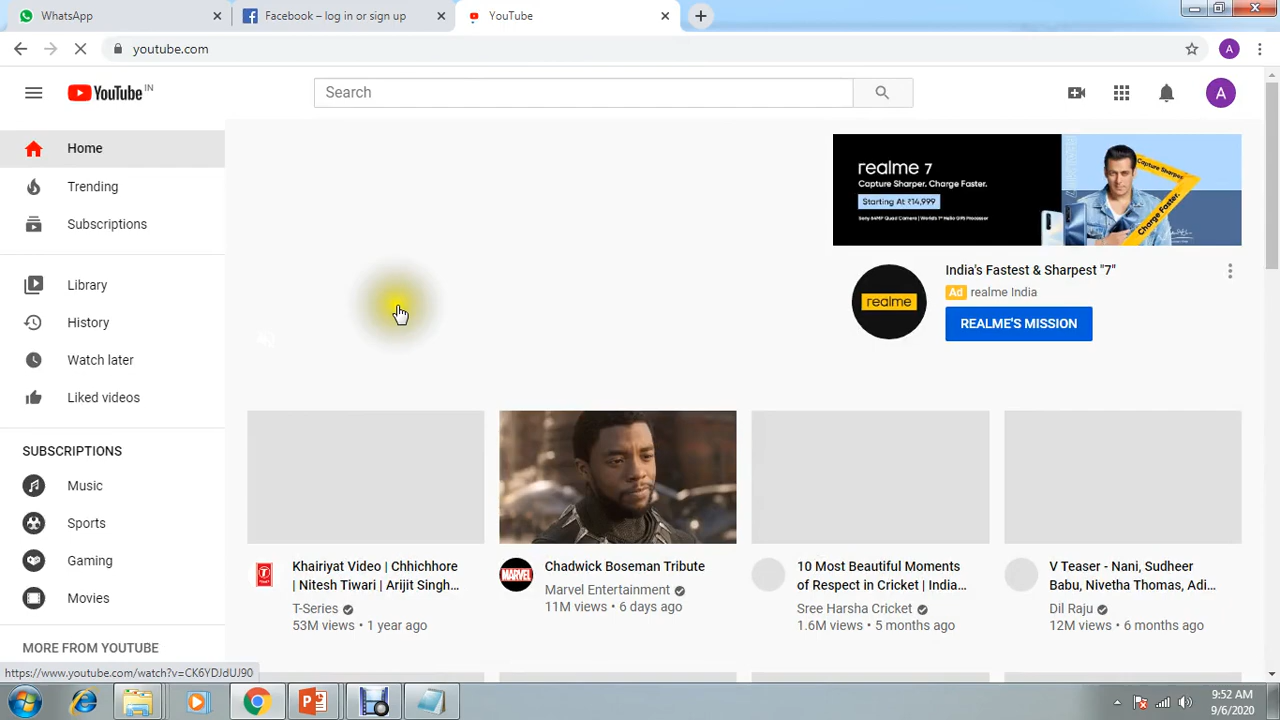 WhatsApp
Facebook – log in or sign up
YouTube
youtube.com
A
YouTube IN
Search
A
Home
Trending
Subscriptions
Library
History
Watch later
Liked videos
SUBSCRIPTIONS
Music
Sports
Gaming
Movies
MORE FROM YOUTUBE
realme 7
Capture Sharper. Charge Faster.
Starting At ₹14,999
Capture Sharper
Charge Faster.
realme
India's Fastest & Sharpest "7"
Ad realme India
REALME'S MISSION
Khairiyat Video | Chhichhore
| Nitesh Tiwari | Arijit Singh...
T-Series
53M views • 1 year ago
MARVEL
Chadwick Boseman Tribute
Marvel Entertainment
11M views • 6 days ago
10 Most Beautiful Moments
of Respect in Cricket | India...
Sree Harsha Cricket
1.6M views • 5 months ago
V Teaser - Nani, Sudheer
Babu, Nivetha Thomas, Adi...
Dil Raju
12M views • 6 months ago
https://www.youtube.com/watch?v=CK6YDJdUJ90
9:52 AM
9/6/2020